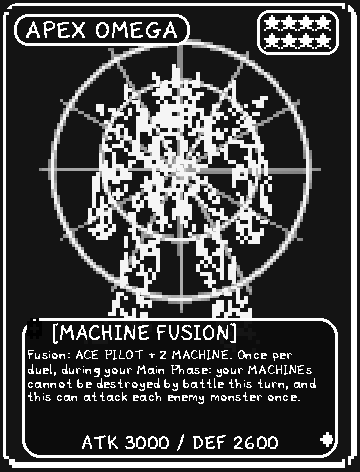 APEX OMEGA
[MACHINE FUSION]
Fusion: ACE PILOT + 2 MACHINE. Once per
duel, during your Main Phase: your MACHINEs
cannot be destroyed by battle this turn, and
this can attack each enemy monster once.
ATK 3000 / DEF 2600